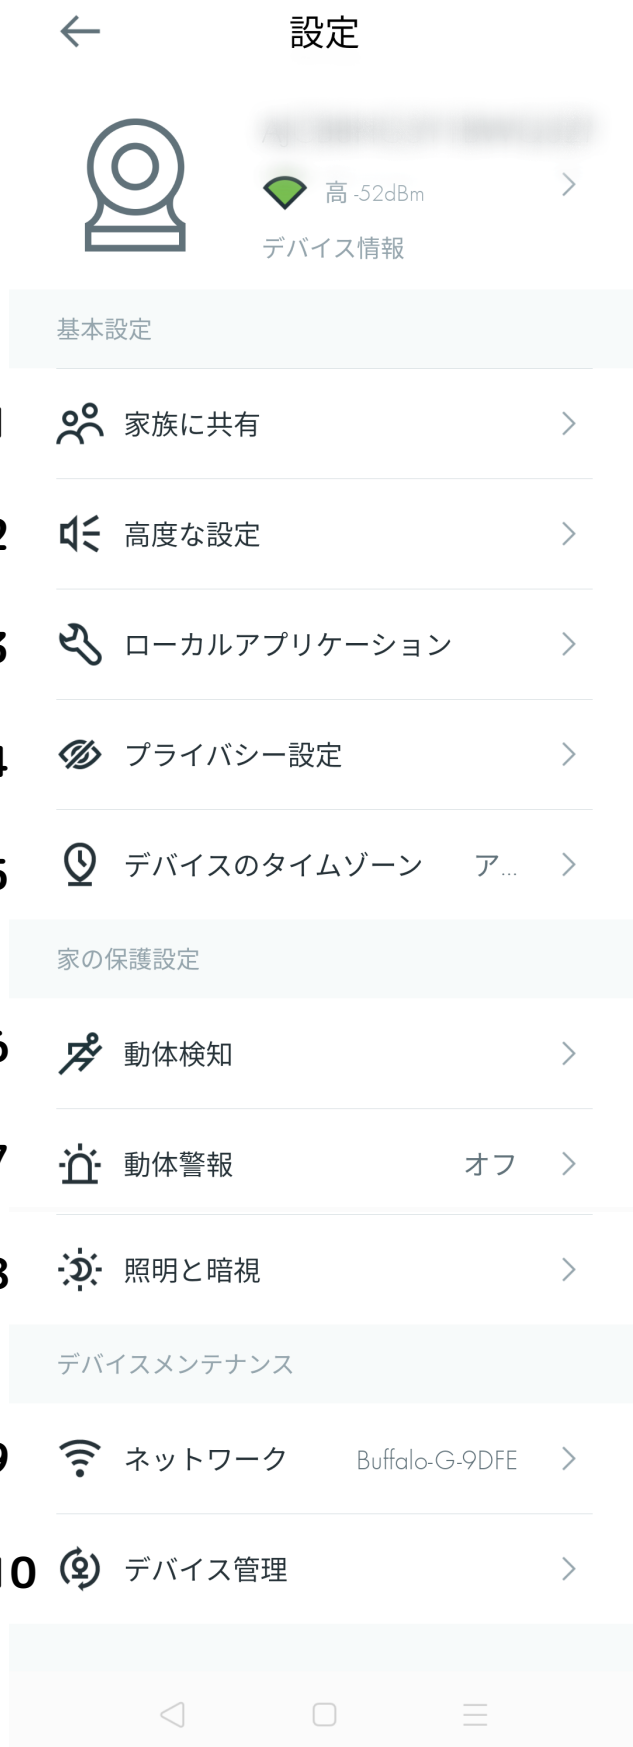 設定
高 -52dBm
デバイス情報
基本設定
家族に共有
2 高度な設定
3 ローカルアプリケーション
4 プライバシー設定
5 デバイスのタイムゾーン ア...
家の保護設定
6 動体検知
7 動体警報 オフ
8 照明と暗視
デバイスメンテナンス
9 ネットワーク Buffalo-G-9DFE
10 デバイス管理